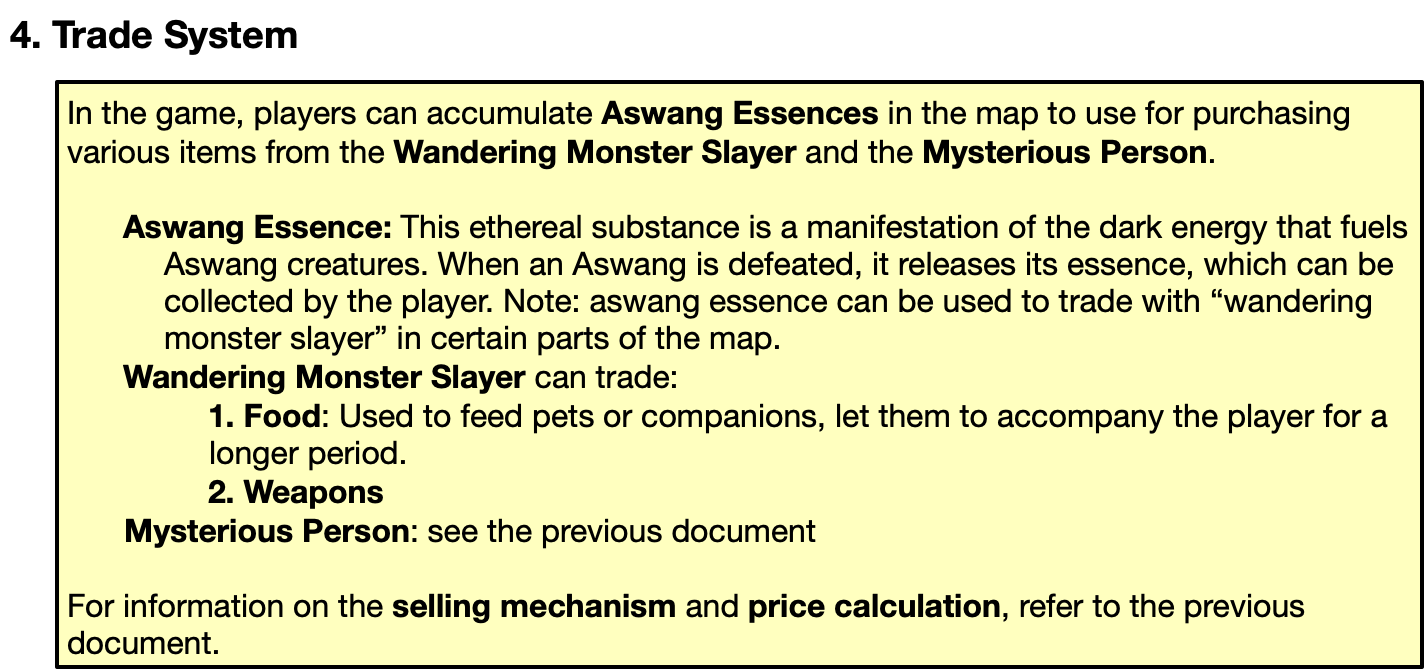 4. Trade System
In the game, players can accumulate Aswang Essences in the map to use for purchasing
various items from the Wandering Monster Slayer and the Mysterious Person.
Aswang Essence: This ethereal substance is a manifestation of the dark energy that fuels
Aswang creatures. When an Aswang is defeated, it releases its essence, which can be
collected by the player. Note: aswang essence can be used to trade with “wandering
monster slayer” in certain parts of the map.
Wandering Monster Slayer can trade:
1. Food: Used to feed pets or companions, let them to accompany the player for a
longer period.
2. Weapons
Mysterious Person: see the previous document
For information on the selling mechanism and price calculation, refer to the previous
document.